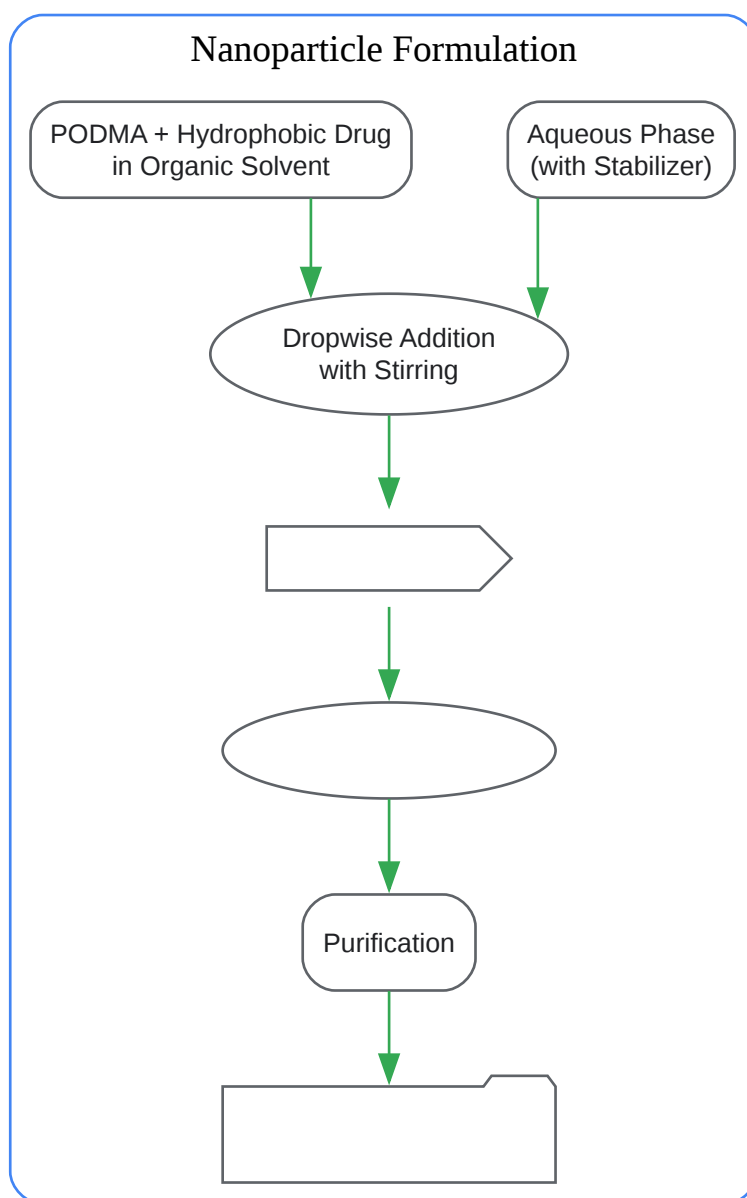 Nanoparticle Formulation
PODMA + Hydrophobic Drug
in Organic Solvent
Aqueous Phase
(with Stabilizer)
Dropwise Addition
with Stirring
Purification